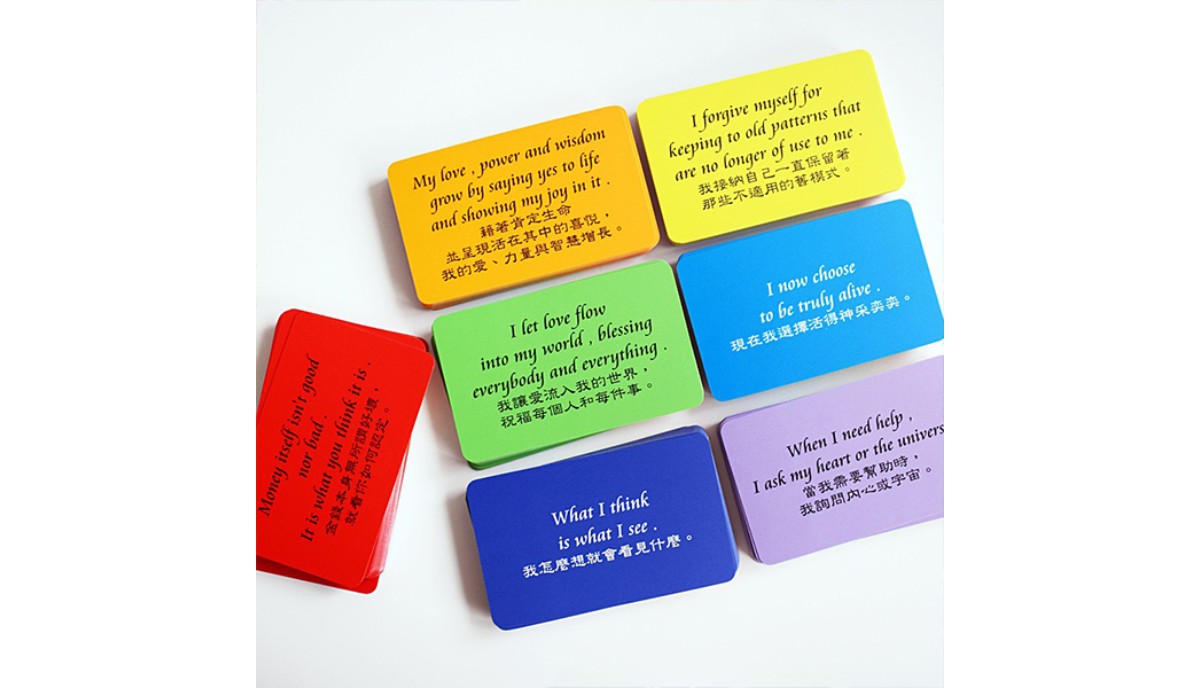 My love , power and wisdom
grow by saying yes to life
and showing my joy in it .
藉著肯定生命
並呈現活在其中的喜悅，
我的愛、力量與智慧增長。
I forgive myself for
keeping to old patterns that
are no longer of use to me .
我接納自己一直保留著
那些不適用的舊模式。
I let love flow
into my world , blessing
everybody and everything .
我讓愛流入我的世界，
祝福每個人和每件事。
I now choose
to be truly alive .
現在我選擇活得神采奕奕。
Money itself isn't good
nor bad .
It is what you think it is .
金錢本身無所謂好壞，
就看你如何認定。
What I think
is what I see .
我怎麼想就會看見什麼。
When I need help ,
I ask my heart or the univers
當我需要幫助時，
我詢問內心或宇宙。